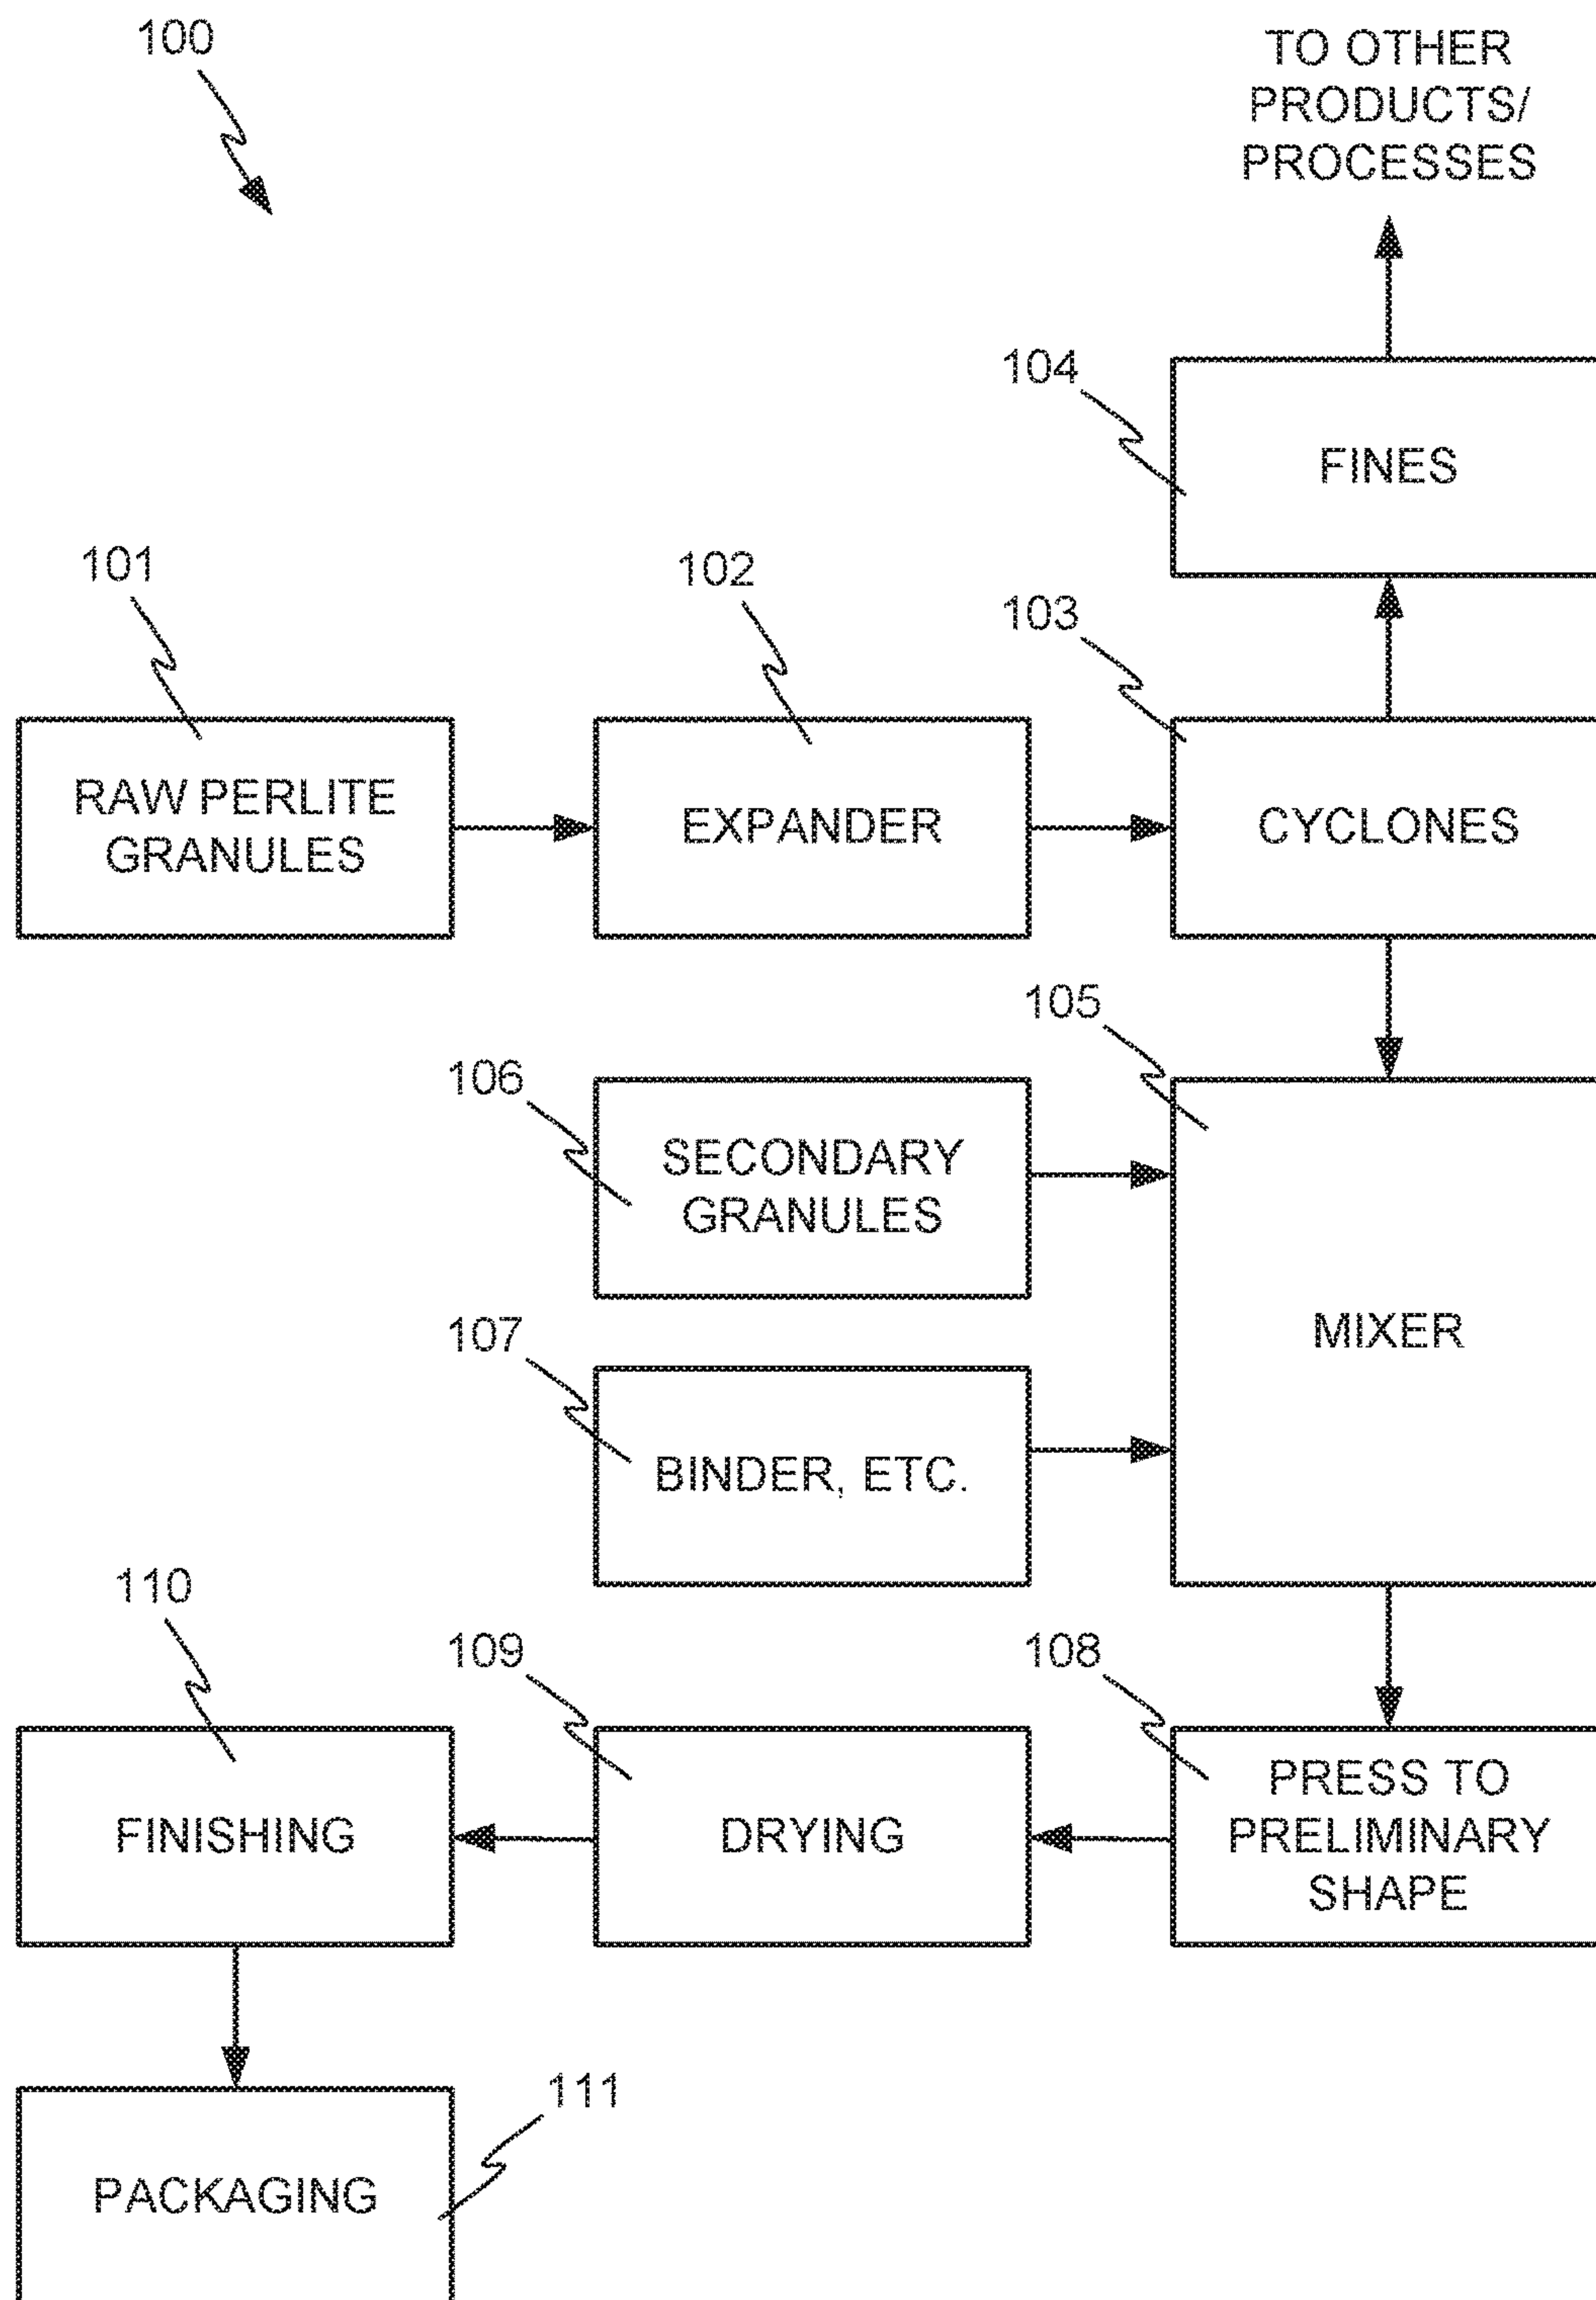 100
TO OTHER
PRODUCTS/
PROCESSES
104
FINES
101
102
103
RAW PERLITE
GRANULES
EXPANDER
CYCLONES
105
106
SECONDARY
GRANULES
MIXER
107
BINDER, ETC.
110
109
108
FINISHING
DRYING
PRESS TO
PRELIMINARY
SHAPE
111
PACKAGING